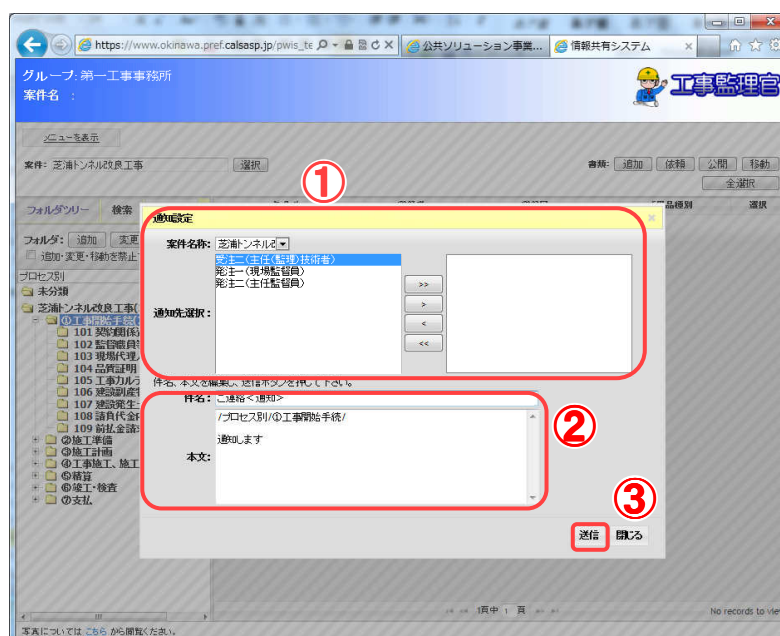 https://www.okinawa.pref.calsasp.jp/pwis_te
公共ソリューション事業...
情報共有システム
グループ: 第一工事事務所
案件名 :
工事監理官
メニューを表示
案件: 芝浦トンネル改良工事
選択
書類: 追加 依頼 公開 移動
全選択
①
フォルダツリー 検索
選択
フォルダ: 追加 変更
追加・変更・移動を禁止
プロセス別
未分類
芝浦トンネル改良工事(
①工事開始手続(
101 契約関係
102 監督職員
103 現場代理
104 品質証明
105 工事カルテ
106 建設副産
107 建設発生
108 請負代金
109 前払金請
②施工準備
③施工計画
④工事施工、施工
⑤積算
⑥竣工・検査
⑦支払
通知設定
案件名称: 芝浦トンネル
通知先選択:
受注二(主任(監理)技術者)
発注一(現場監督員)
発注二(主任監督員)
>>
>
<
<<
件名、本文を編集し、送信ボタンを押して下さい。
件名: ご連絡<通知>
②
本文:
/プロセス別/①工事開始手続/
通知します
③
送信 閉じる
1頁中 1 頁
No records to vie
写真については こちら から閲覧ください。